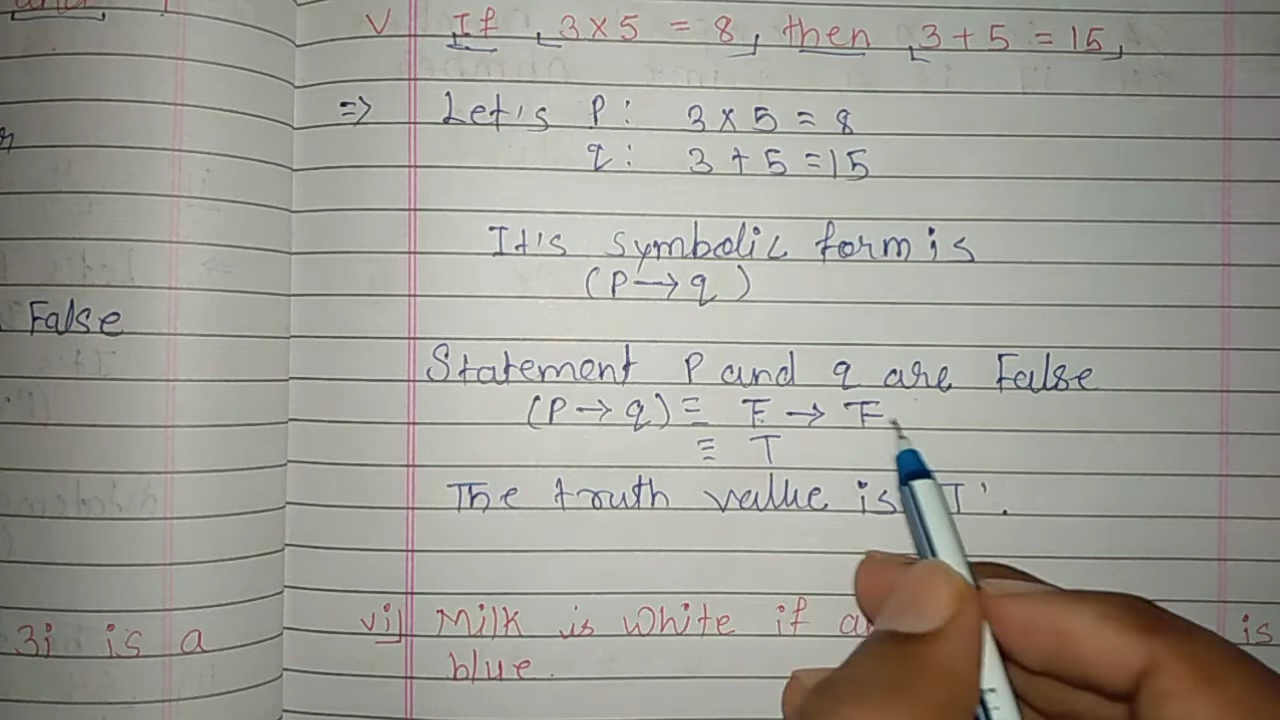 V If 3 × 5 = 8, then 3 + 5 = 15,
=> Let's P: 3 × 5 = 8
q: 3 + 5 = 15
It's symbolic form is
(P → q)
False
Statement P and q are False
(P → q) ≡ F → F
≡ T
The truth value is 'T'.
3i is a
vi) Milk is white if is
blue.